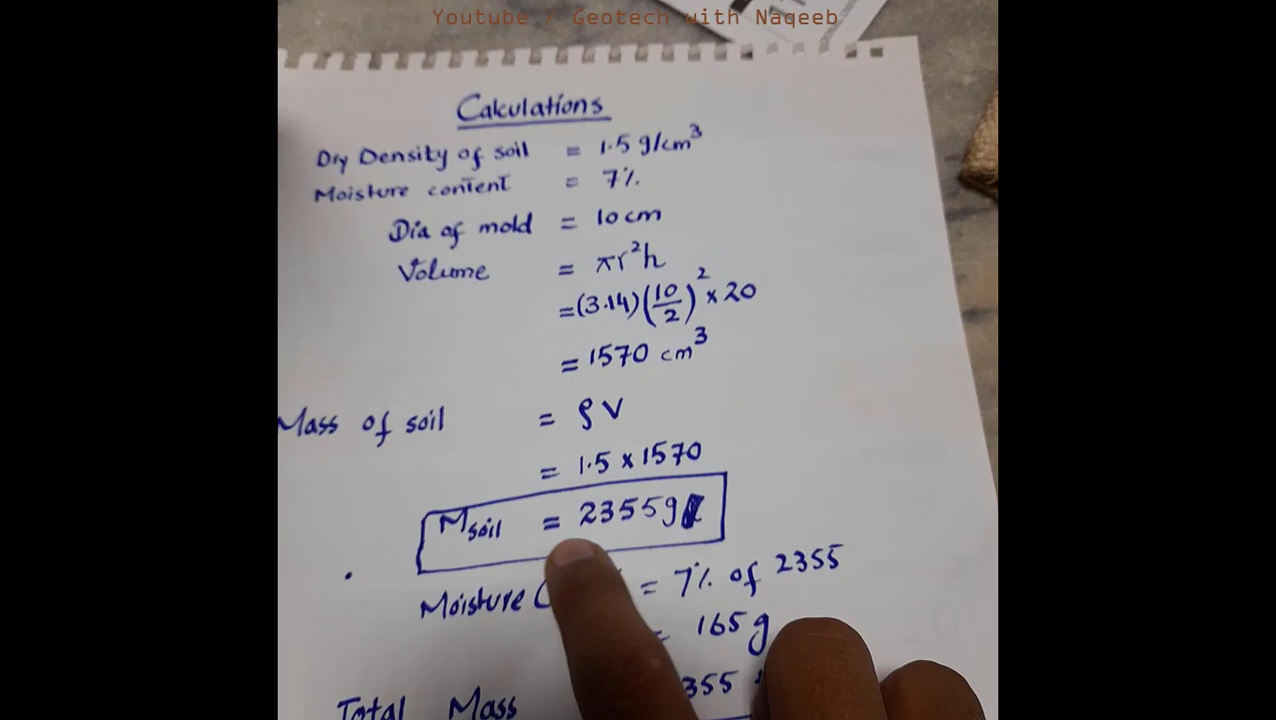 Youtube / Geotech with Naqeeb
Calculations
Dry Density of soil = 1.5 g/cm³
Moisture content = 7%
Dia of mold = 10 cm
Volume = πr²h
= (3.14) (10/2)² × 20
= 1570 cm³
Mass of soil = ρV
= 1.5 × 1570
Msoil = 2355g
Moisture = 7% of 2355
= 165g
Total Mass 355